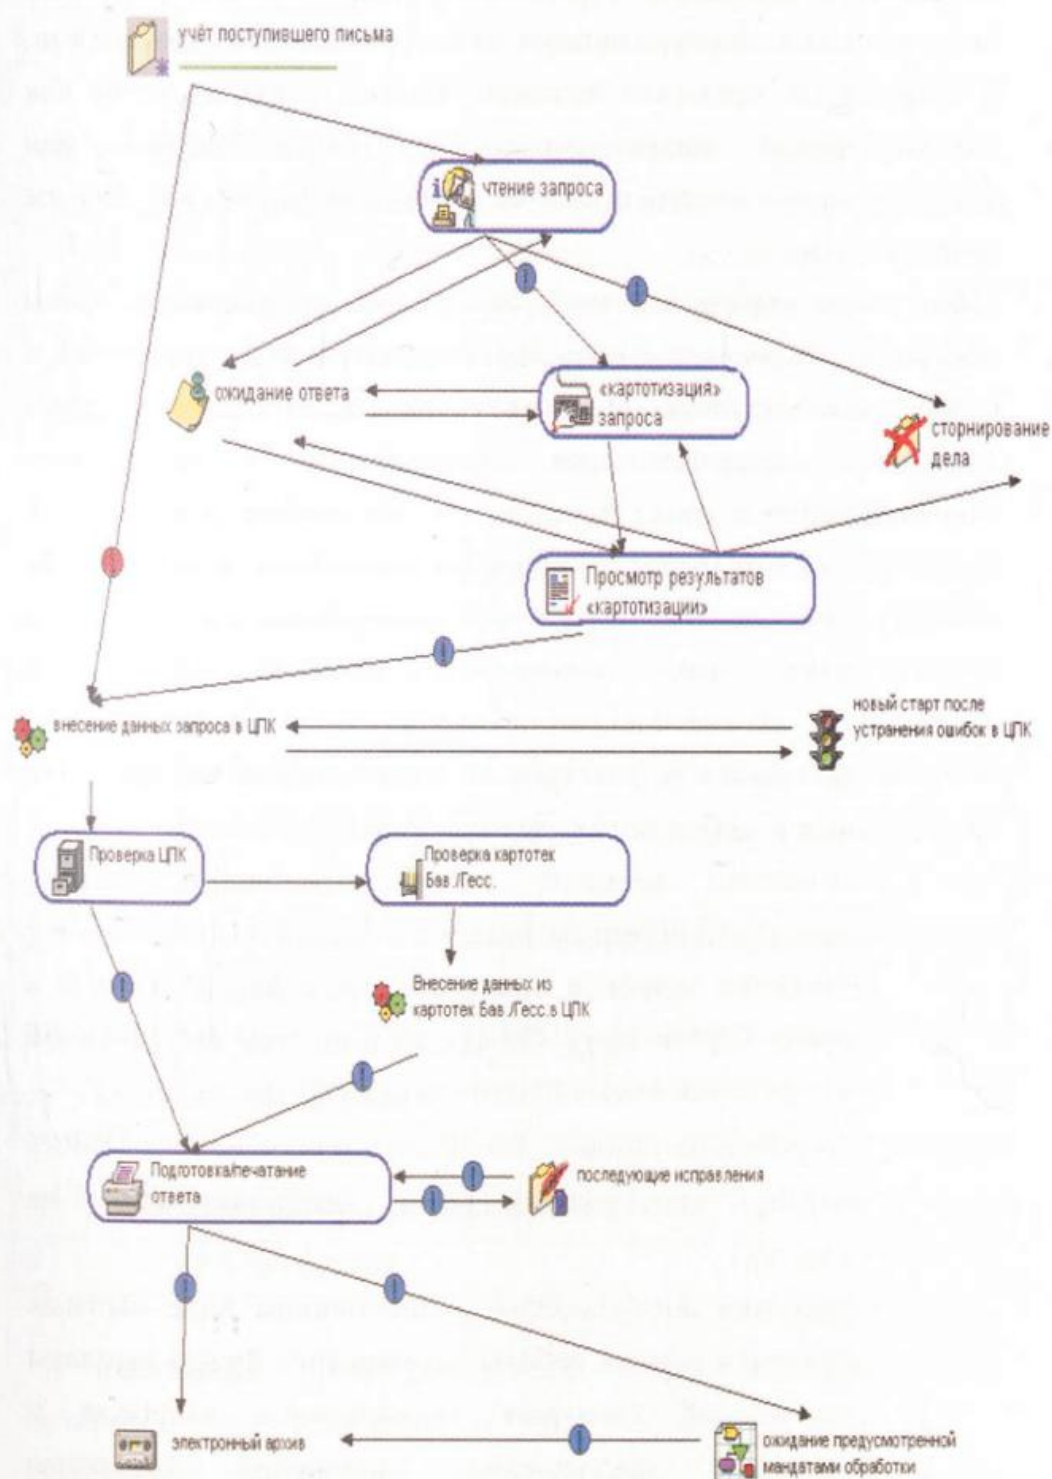 учёт поступившего письма
чтение запроса
ожидание ответа
«картотизация»
запроса
сторнирование
дела
Просмотр результатов
«картотизации»
внесение данных запроса в ЦПК
новый старт после
устранения ошибок в ЦПК
Проверка ЦПК
Проверка картотек
Бав./Гесс.
Внесение данных из
картотек Бав./Гесс.в ЦПК
Подготовка/печатание
ответа
последующие исправления
электронный архив
ожидание предусмотренной
мандатами обработки